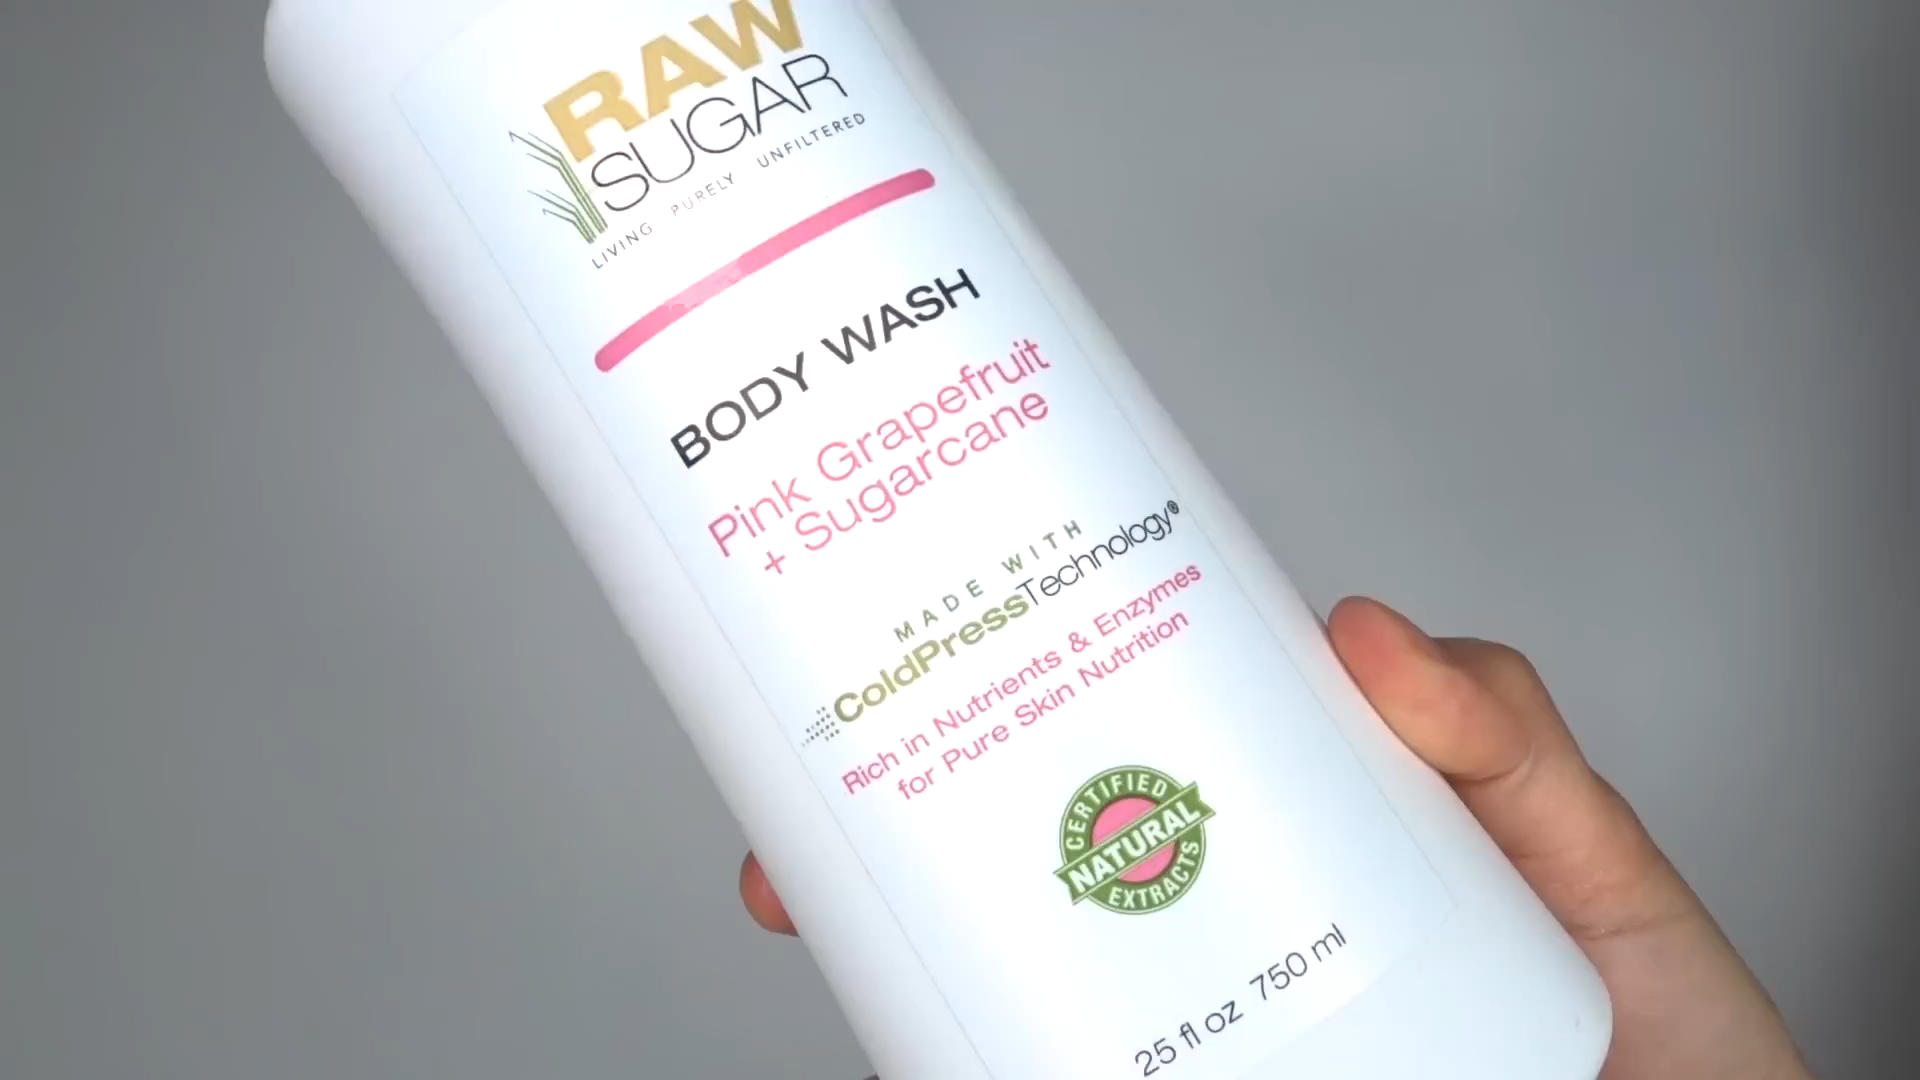 RAW
SUGAR
LIVING PURELY UNFILTERED
BODY WASH
Pink Grapefruit
+ Sugarcane
MADE WITH
ColdPressTechnology®
Rich in Nutrients & Enzymes
for Pure Skin Nutrition
CERTIFIED
NATURAL
EXTRACTS
25 fl oz 750 ml